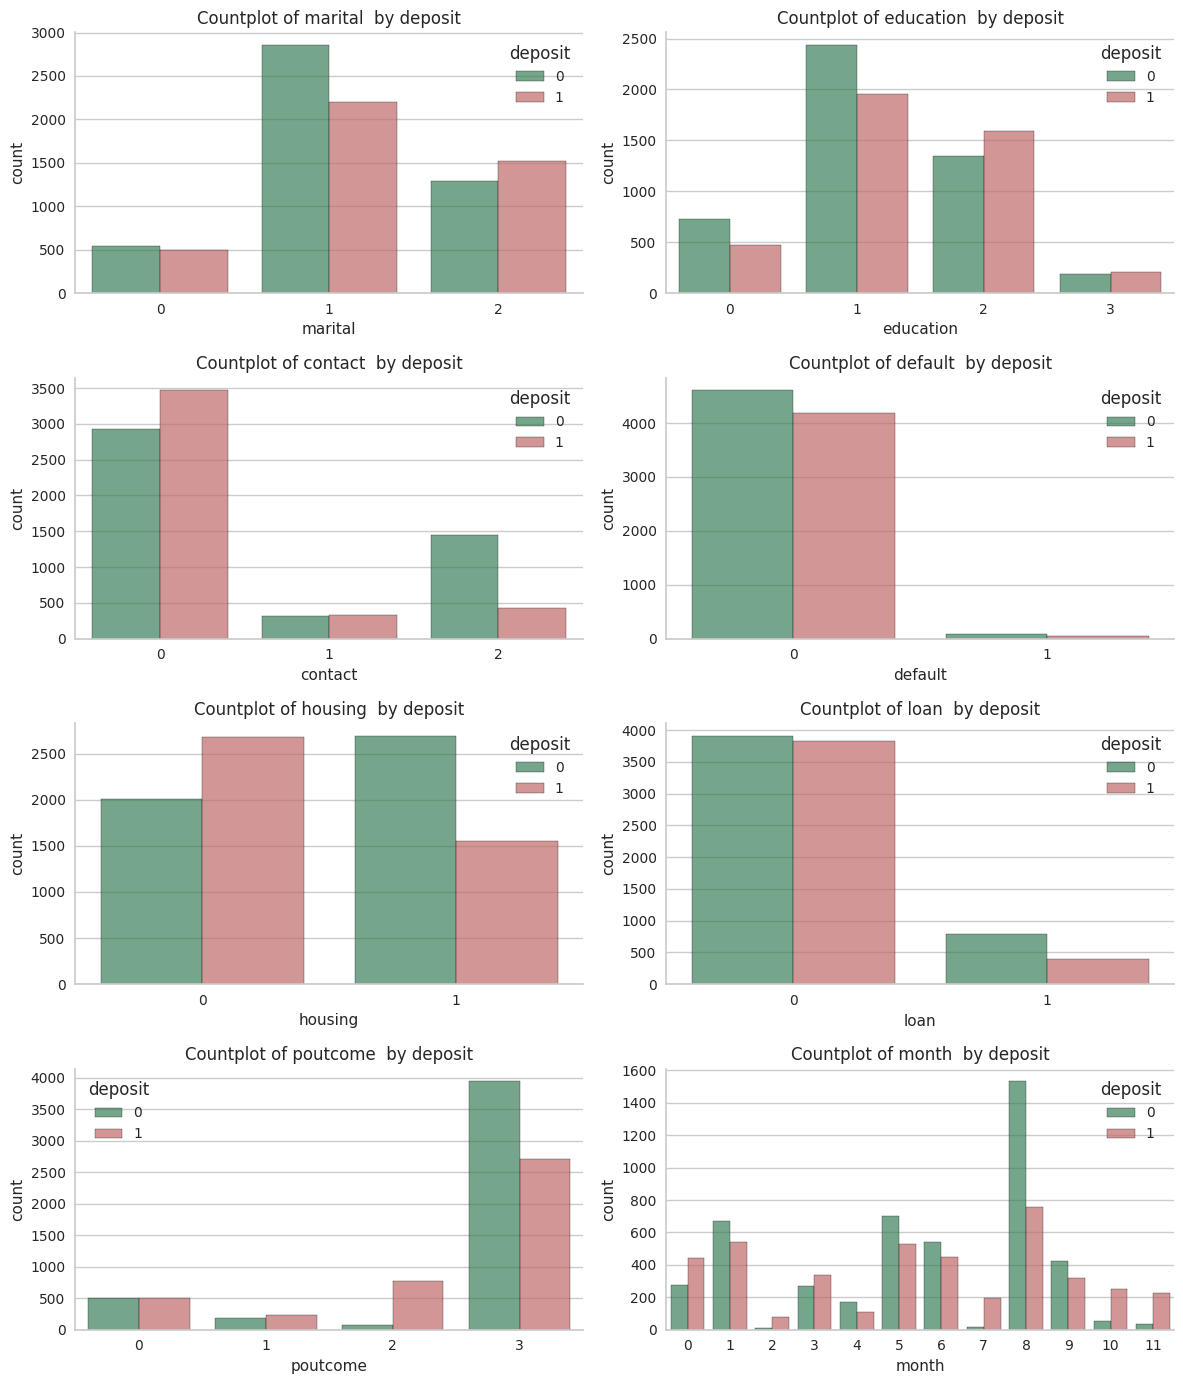 Countplot of marital  by deposit
3000
2500
2000
1500
1000
500
0
count
0 1 2
marital
deposit
0
1
Countplot of education  by deposit
2500
2000
1500
1000
500
0
count
0 1 2 3
education
deposit
0
1
Countplot of contact  by deposit
3500
3000
2500
2000
1500
1000
500
0
count
0 1 2
contact
deposit
0
1
Countplot of default  by deposit
4000
3000
2000
1000
0
count
0 1
default
deposit
0
1
Countplot of housing  by deposit
2500
2000
1500
1000
500
0
count
0 1
housing
deposit
0
1
Countplot of loan  by deposit
4000
3500
3000
2500
2000
1500
1000
500
0
count
0 1
loan
deposit
0
1
Countplot of poutcome  by deposit
4000
3500
3000
2500
2000
1500
1000
500
0
count
0 1 2 3
poutcome
deposit
0
1
Countplot of month  by deposit
1600
1400
1200
1000
800
600
400
200
0
count
0 1 2 3 4 5 6 7 8 9 10 11
month
deposit
0
1